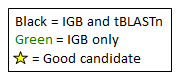 Black = IGB and tBLASTn
Green = IGB only
= Good candidate